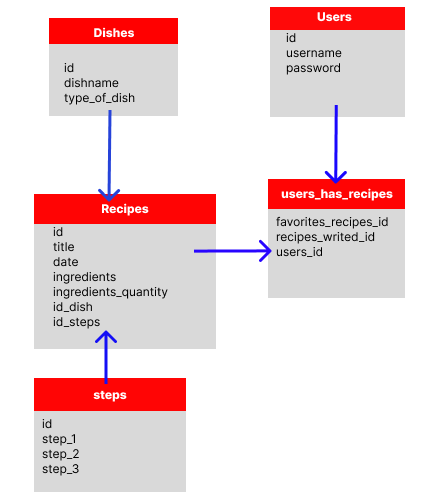 Dishes
id
dishname
type_of_dish
Users
id
username
password
Recipes
id
title
date
ingredients
ingredients_quantity
id_dish
id_steps
users_has_recipes
favorites_recipes_id
recipes_writed_id
users_id
steps
id
step_1
step_2
step_3